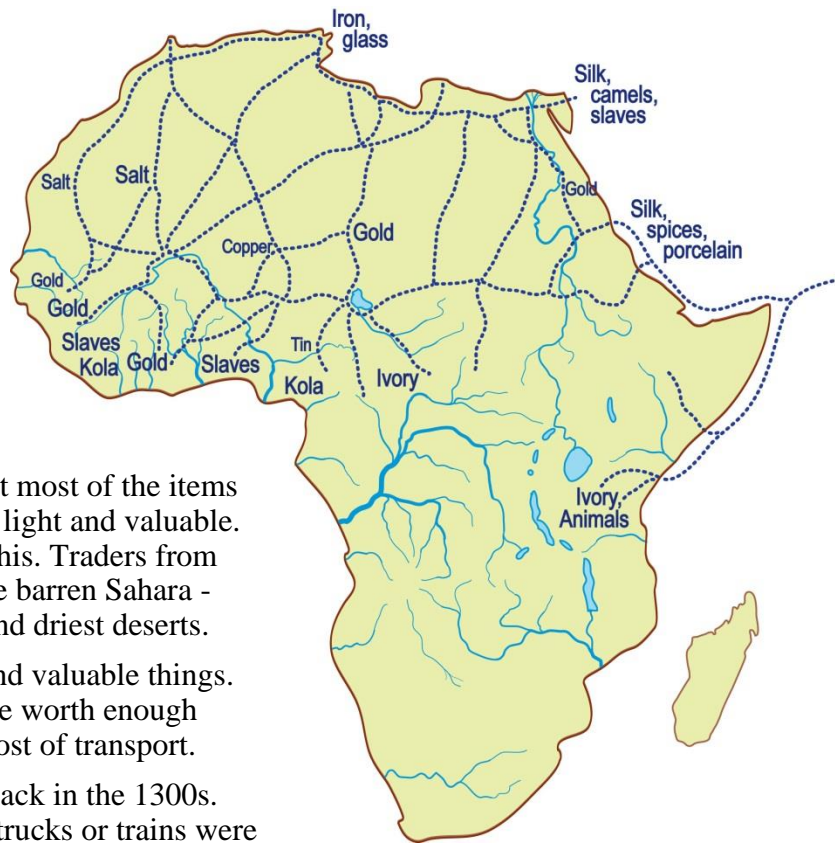 Iron,
glass
Silk,
camels,
slaves
Salt
Salt
Gold
Silk,
spices,
porcelain
Copper
Gold
Gold
Gold
Slaves
Kola
Gold
Slaves
Tin
Kola
Ivory
Ivory,
Animals
t most of the items
light and valuable.
his. Traders from
e barren Sahara -
nd driest deserts.
nd valuable things.
e worth enough
ost of transport.
ack in the 1300s.
trucks or trains were